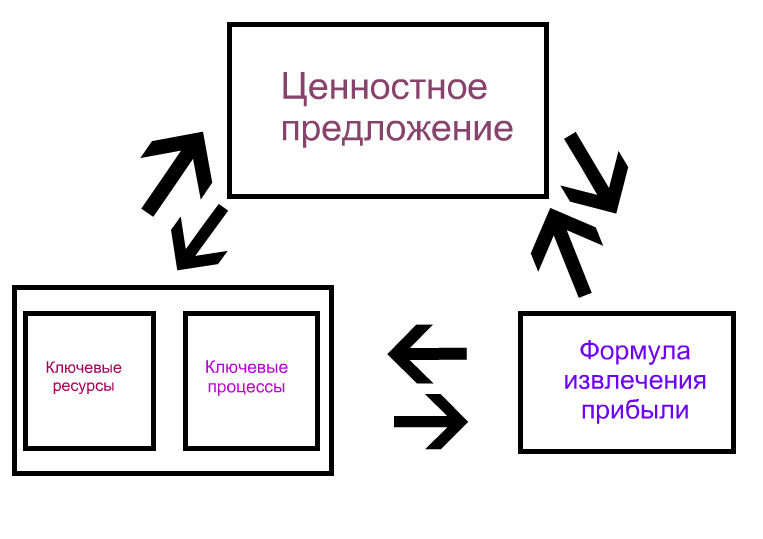 Ценностное
предложение
Ключевые
ресурсы
Ключевые
процессы
Формула
извлечения
прибыли